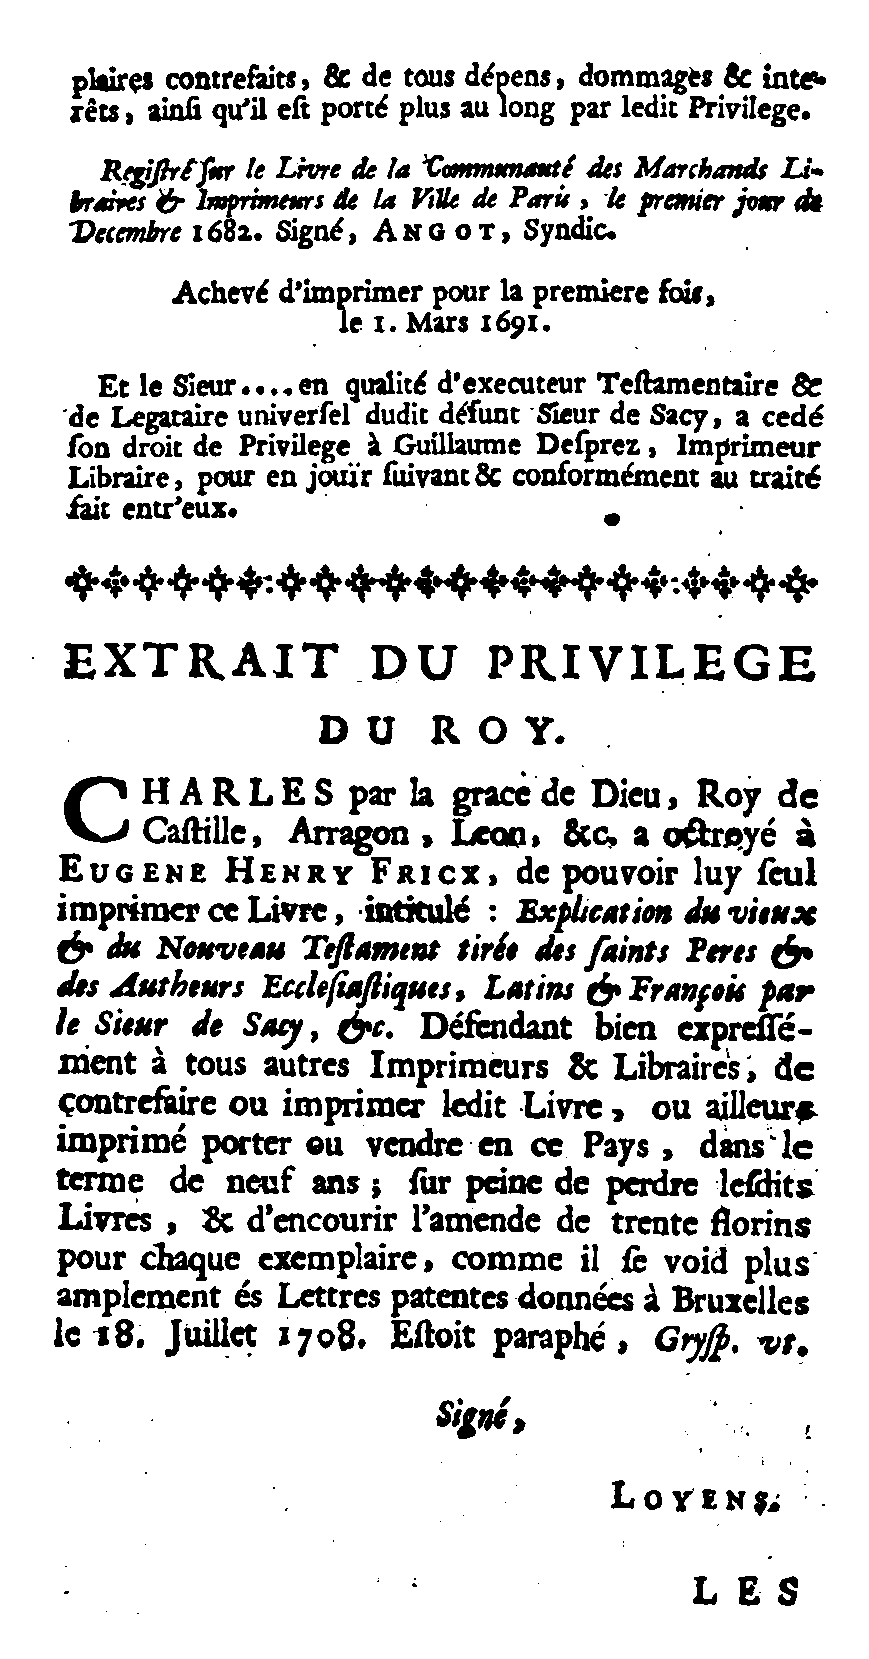 plaires contrefaits, & de tous dépens, dommages & inte-
rêts, ainſi qu'il eſt porté plus au long par ledit Privilege.
Regiſtré ſur le Livre de la Communauté des Marchands Li-
braires & Imprimeurs de la Ville de Paris, le premier jour de
Decembre 1682. Signé, ANGOT, Syndic.
Achevé d'imprimer pour la premiere fois,
le 1. Mars 1691.
Et le Sieur.... en qualité d'executeur Teſtamentaire &
de Legataire univerſel dudit défunt Sieur de Sacy, a cedé
ſon droit de Privilege à Guillaume Deſprez, Imprimeur
Libraire, pour en jouïr ſuivant & conformément au traité
fait entr'eux.
EXTRAIT DU PRIVILEGE
DU ROY.
CHARLES par la grace de Dieu, Roy de
Caſtille, Arragon, Leon, &c, a octroyé à
EUGENE HENRY FRICX, de pouvoir luy ſeul
imprimer ce Livre, intitulé : Explication du vieux
& du Nouveau Teſtament tirée des ſaints Peres &
des Autheurs Eccleſiaſtiques, Latins & François par
le Sieur de Sacy, &c. Défendant bien expreſſé-
ment à tous autres Imprimeurs & Libraires, de
contrefaire ou imprimer ledit Livre, ou ailleurs
imprimé porter ou vendre en ce Pays, dans le
terme de neuf ans ; ſur peine de perdre leſdits
Livres, & d'encourir l'amende de trente florins
pour chaque exemplaire, comme il ſe void plus
amplement és Lettres patentes données à Bruxelles
le 18. Juillet 1708. Eſtoit paraphé, Gryſp. vt.
Signé,
LOYENS.
LES